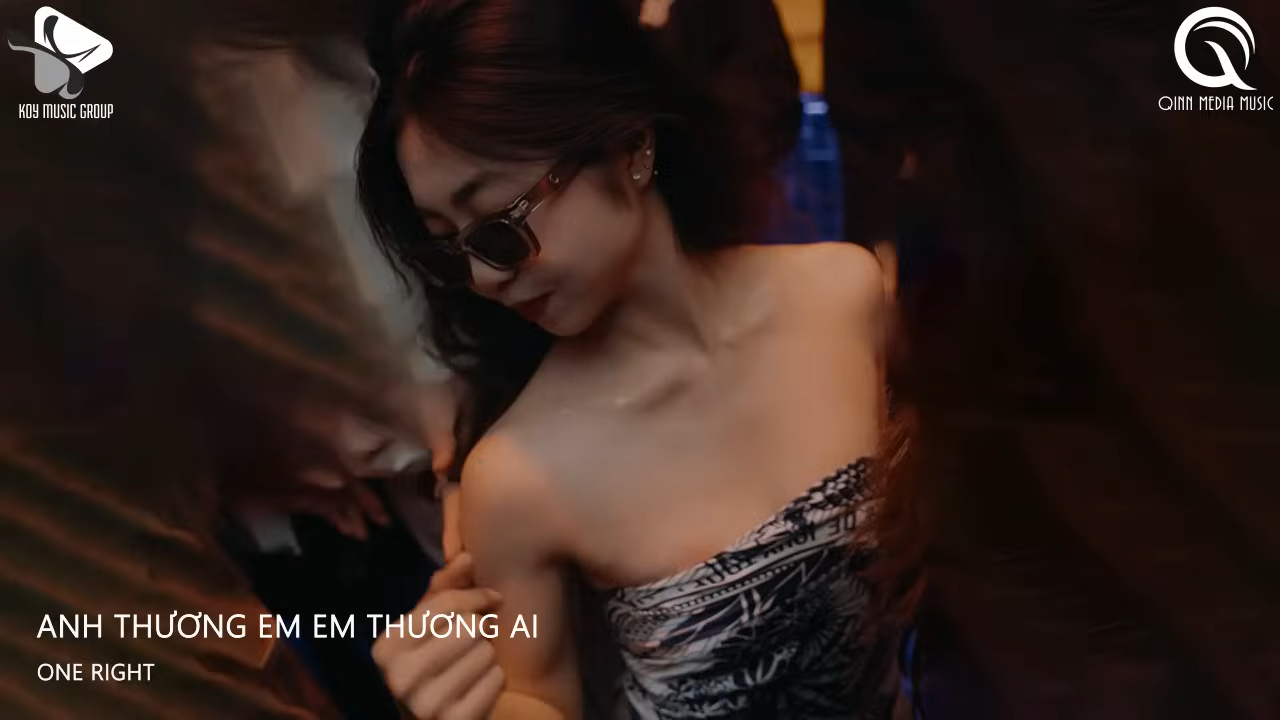 KOY MUSIC GROUP
QINN MEDIA MUSIC
ANH THƯƠNG EM EM THƯƠNG AI
ONE RIGHT